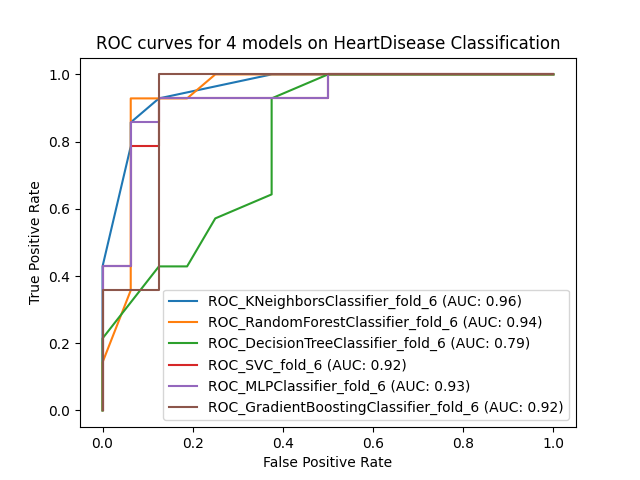 ROC curves for 4 models on HeartDisease Classification
1.0
0.8
0.6
0.4
0.2
0.0
True Positive Rate
ROC_KNeighborsClassifier_fold_6 (AUC: 0.96)
ROC_RandomForestClassifier_fold_6 (AUC: 0.94)
ROC_DecisionTreeClassifier_fold_6 (AUC: 0.79)
ROC_SVC_fold_6 (AUC: 0.92)
ROC_MLPClassifier_fold_6 (AUC: 0.93)
ROC_GradientBoostingClassifier_fold_6 (AUC: 0.92)
0.0 0.2 0.4 0.6 0.8 1.0
False Positive Rate